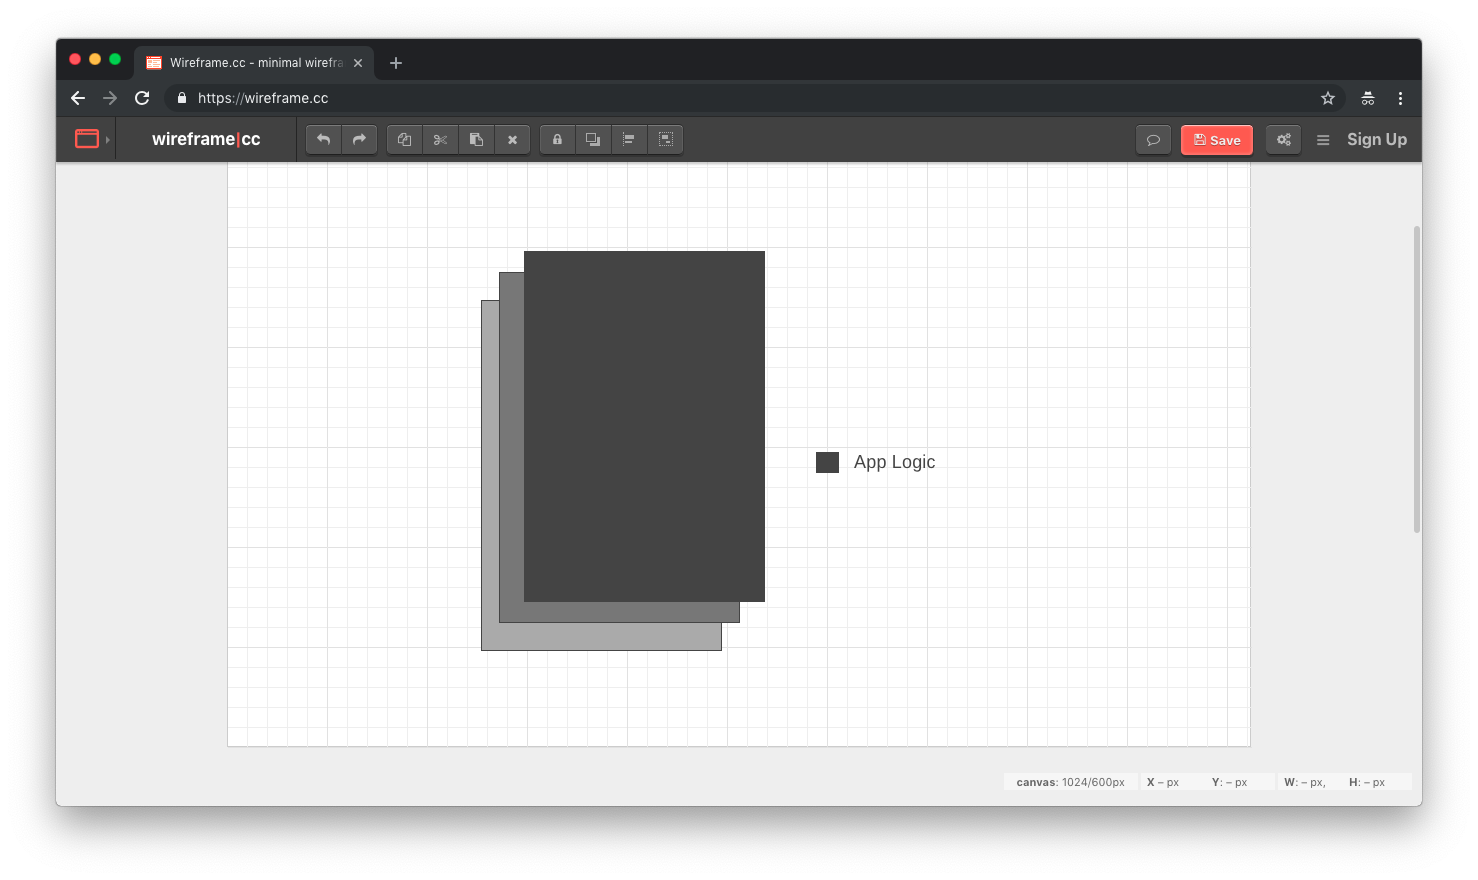 Wireframe.cc - minimal wirefra
https://wireframe.cc
wireframe|cc
Save
Sign Up
App Logic
canvas: 1024/600px X – px Y: – px W: – px, H: – px